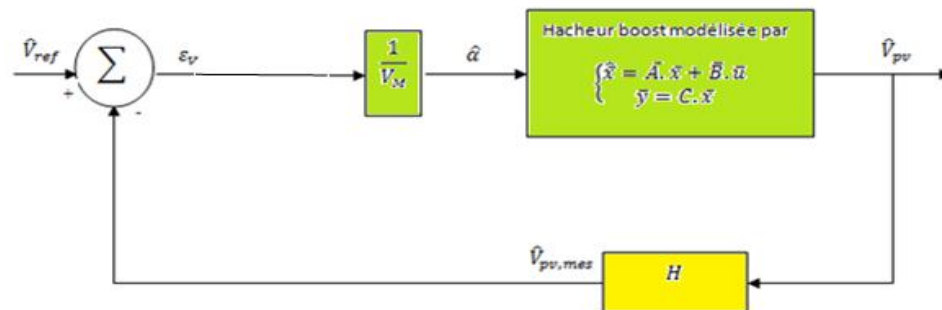 V̂ref
+
Σ
-
εV
1/VM
α̂
Hacheur boost modélisée par
{ x̂̇ = Ā. x̄ + B̄. ū
ȳ = C. x̄
V̂pv
V̂pv,mes
H